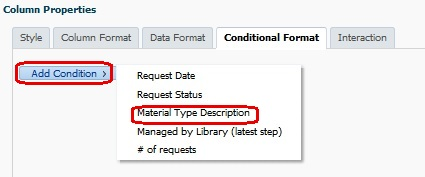 Column Properties
Style Column Format Data Format Conditional Format Interaction
Add Condition >
Request Date
Request Status
Material Type Description
Managed by Library (latest step)
# of requests